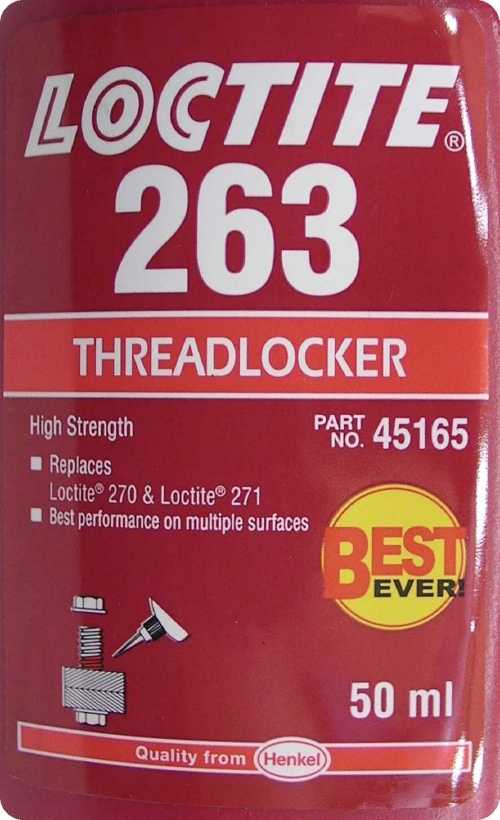 LOCTITE®
263
THREADLOCKER
High Strength
PART NO. 45165
■ Replaces
Loctite® 270 & Loctite® 271
■ Best performance on multiple surfaces
BEST
EVER!
50 ml
Quality from Henkel